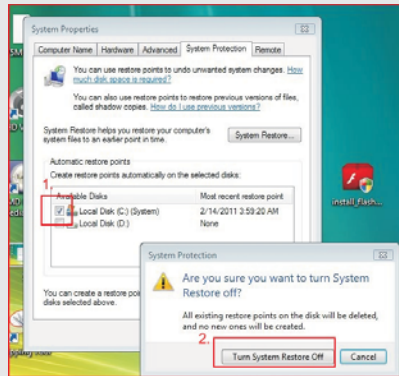 System Properties
Computer Name Hardware Advanced System Protection Remote
You can use restore points to undo unwanted system changes. How
much disk space is required?
You can also use restore points to restore previous versions of files,
called shadow copies. How do I use previous versions?
System Restore helps you restore your computer's
system files to an earlier point in time.
System Restore...
Automatic restore points
Create restore points automatically on the selected disks:
1
Available Disks Most recent restore point
Local Disk (C:) (System) 2/14/2011 3:59:20 AM
Local Disk (D:) None
install_flash...
You can create a restore poi
disks selected above.
System Protection
Are you sure you want to turn System
Restore off?
All existing restore points on the disk will be deleted,
and no new ones will be created.
2.
Turn System Restore Off Cancel